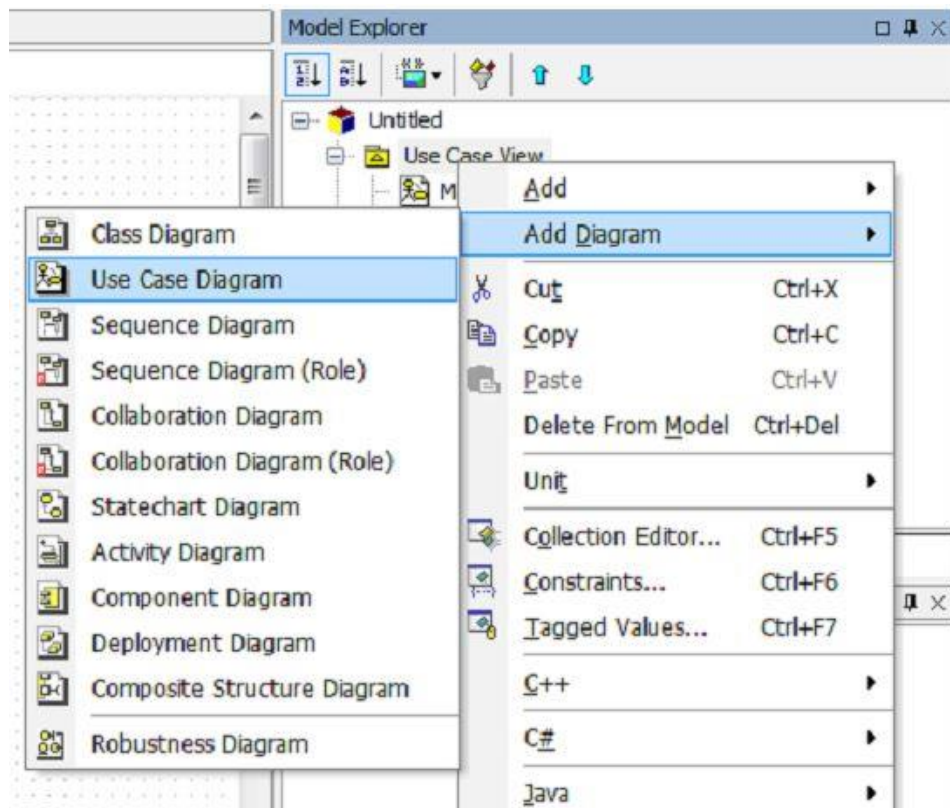 Model Explorer
Untitled
Use Case View
M
Add
Add Diagram
Cut Ctrl+X
Copy Ctrl+C
Paste Ctrl+V
Delete From Model Ctrl+Del
Unit
Collection Editor... Ctrl+F5
Constraints... Ctrl+F6
Tagged Values... Ctrl+F7
C++
C#
Java
Class Diagram
Use Case Diagram
Sequence Diagram
Sequence Diagram (Role)
Collaboration Diagram
Collaboration Diagram (Role)
Statechart Diagram
Activity Diagram
Component Diagram
Deployment Diagram
Composite Structure Diagram
Robustness Diagram